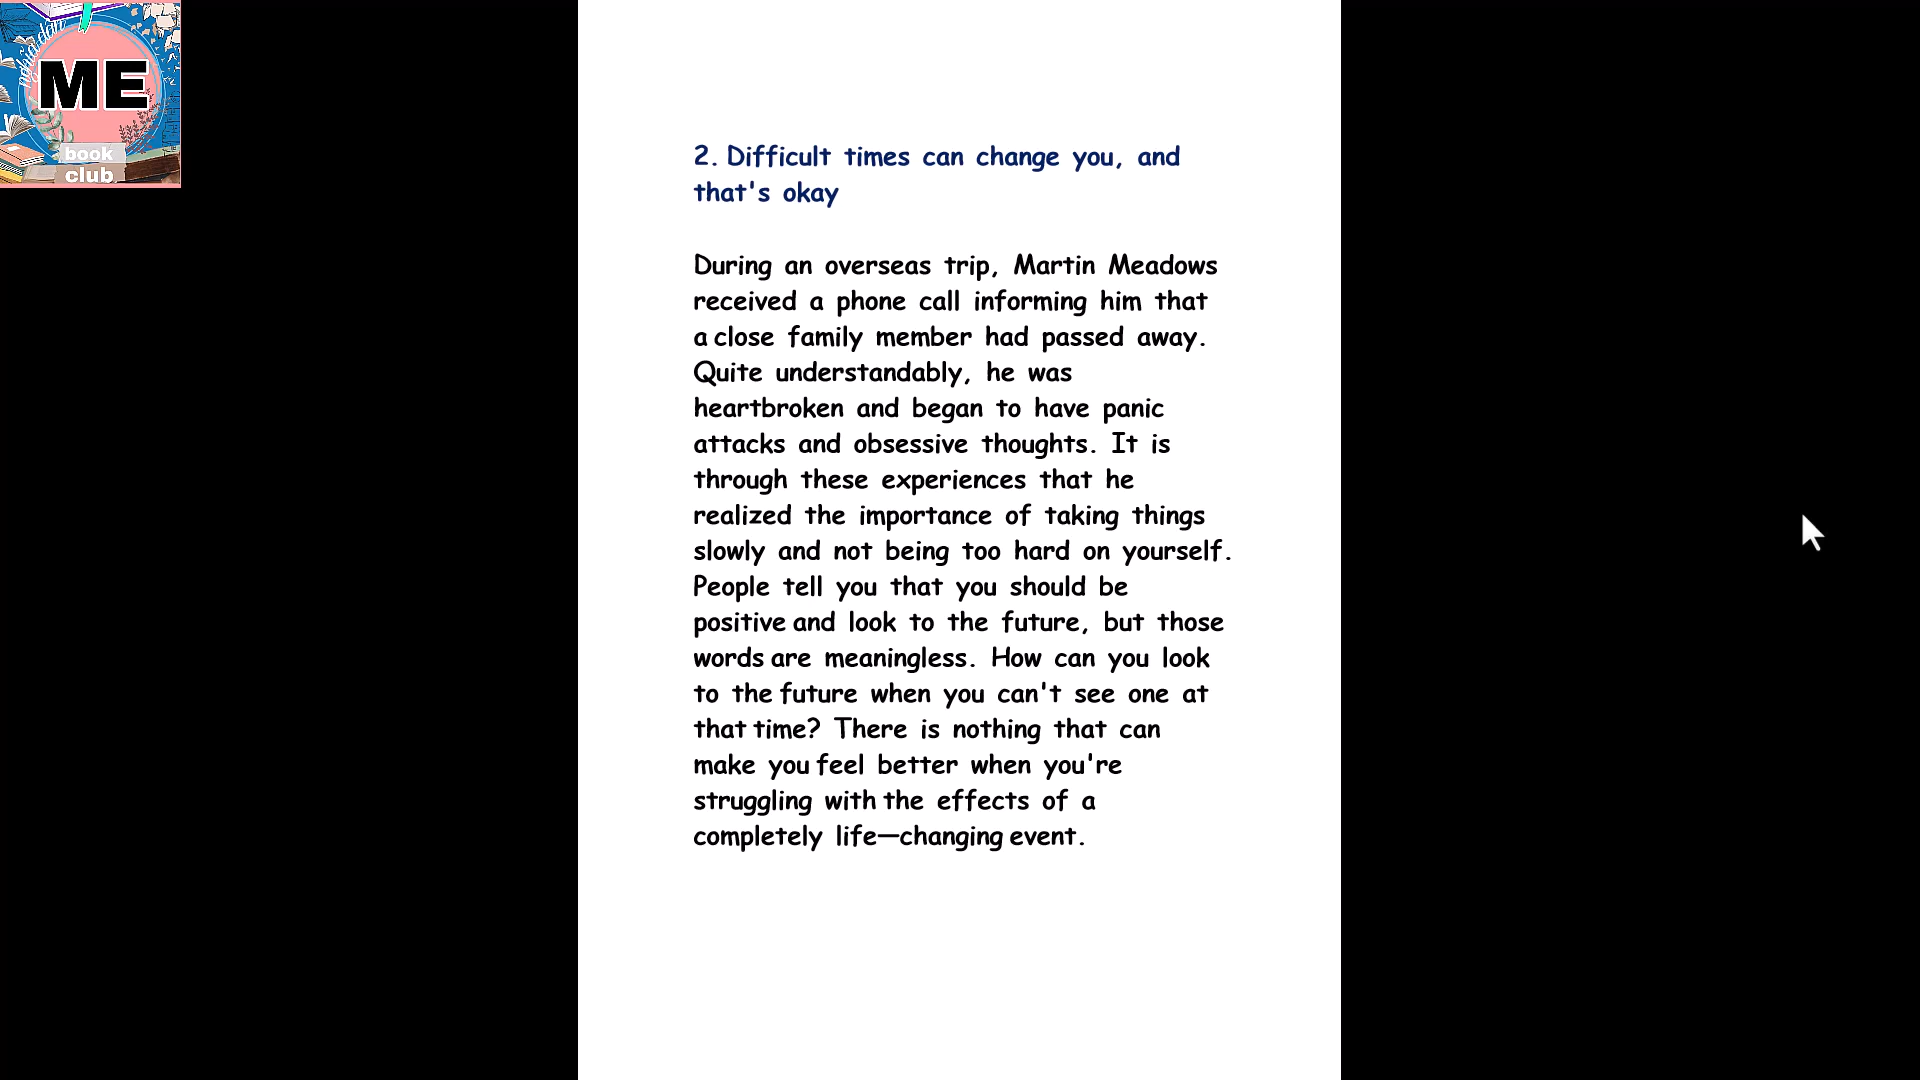 ME
book
club
2. Difficult times can change you, and
that's okay
During an overseas trip, Martin Meadows
received a phone call informing him that
a close family member had passed away.
Quite understandably, he was
heartbroken and began to have panic
attacks and obsessive thoughts. It is
through these experiences that he
realized the importance of taking things
slowly and not being too hard on yourself.
People tell you that you should be
positive and look to the future, but those
words are meaningless. How can you look
to the future when you can't see one at
that time? There is nothing that can
make you feel better when you're
struggling with the effects of a
completely life—changing event.